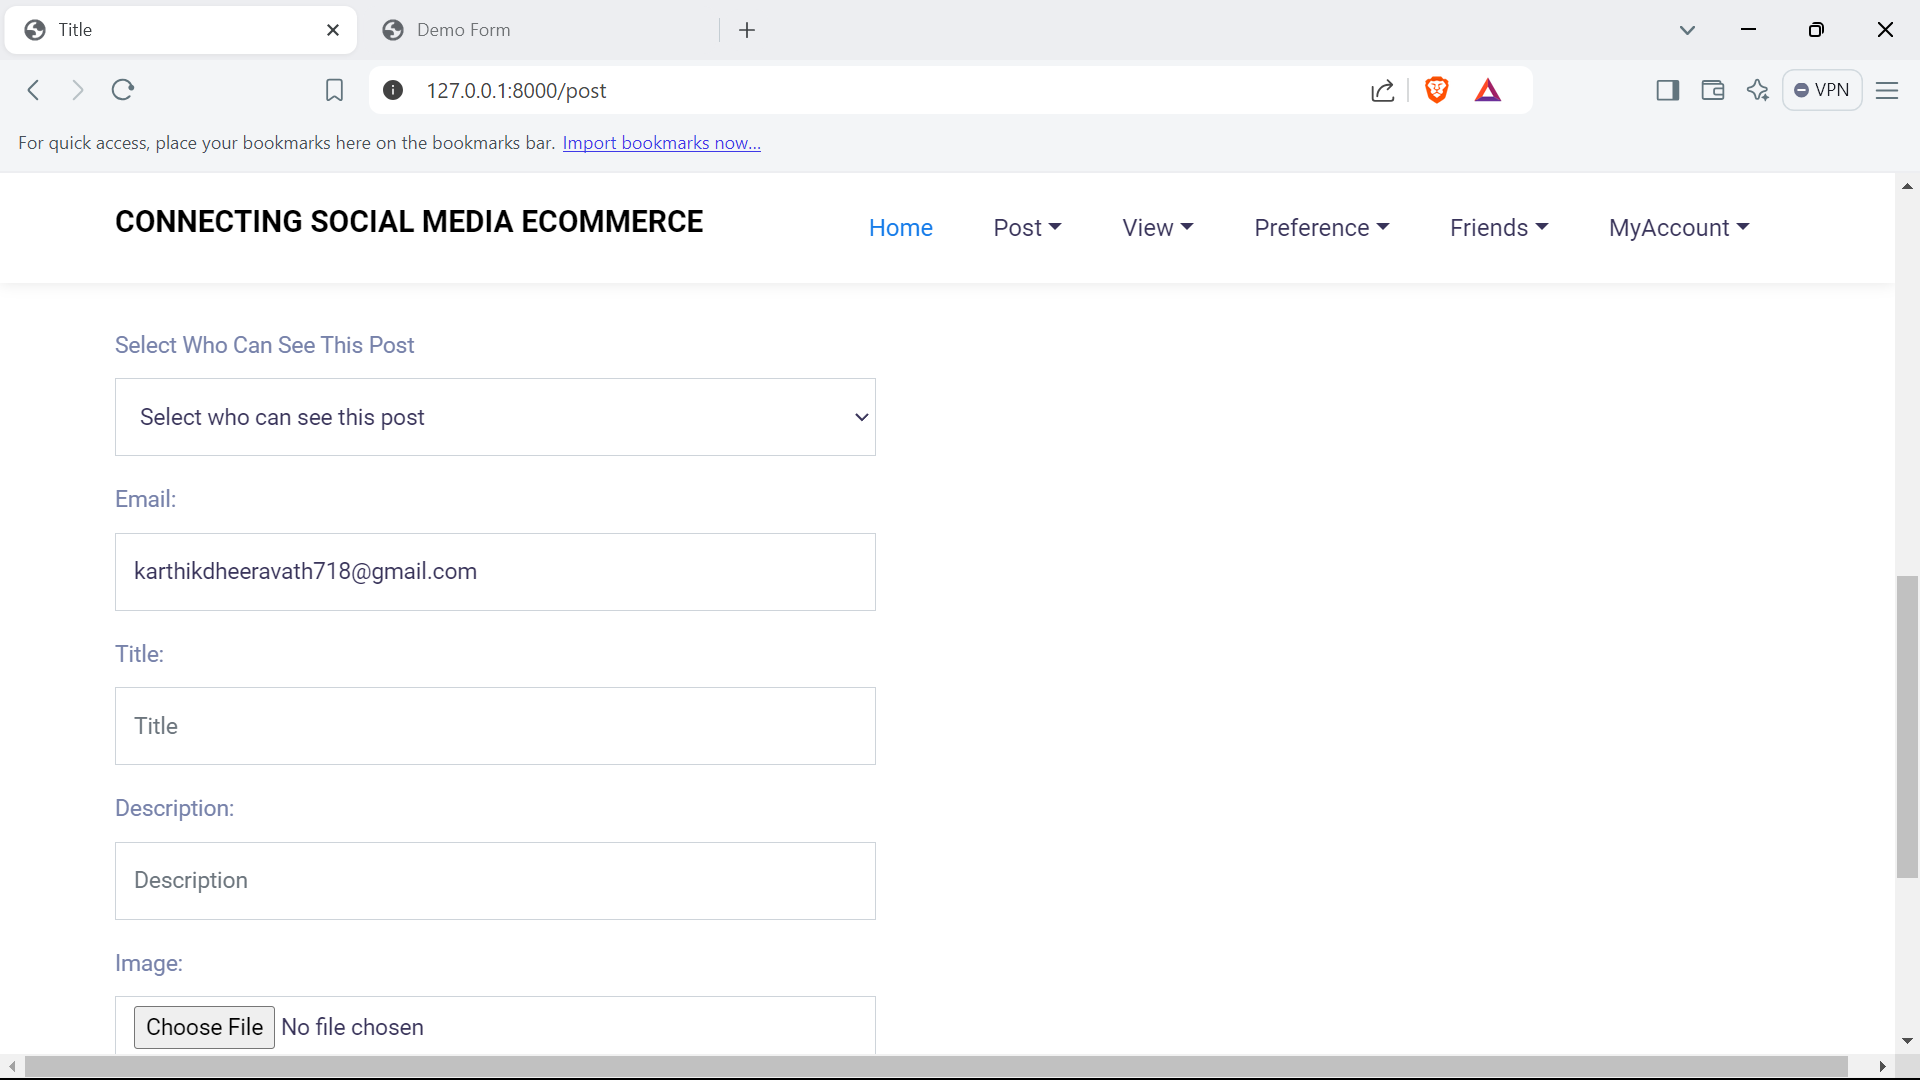 Title
Demo Form
127.0.0.1:8000/post
VPN
For quick access, place your bookmarks here on the bookmarks bar. Import bookmarks now...
CONNECTING SOCIAL MEDIA ECOMMERCE
Home Post View Preference Friends MyAccount
Select Who Can See This Post
Select who can see this post
Email:
karthikdheeravath718@gmail.com
Title:
Title
Description:
Description
Image:
Choose File No file chosen